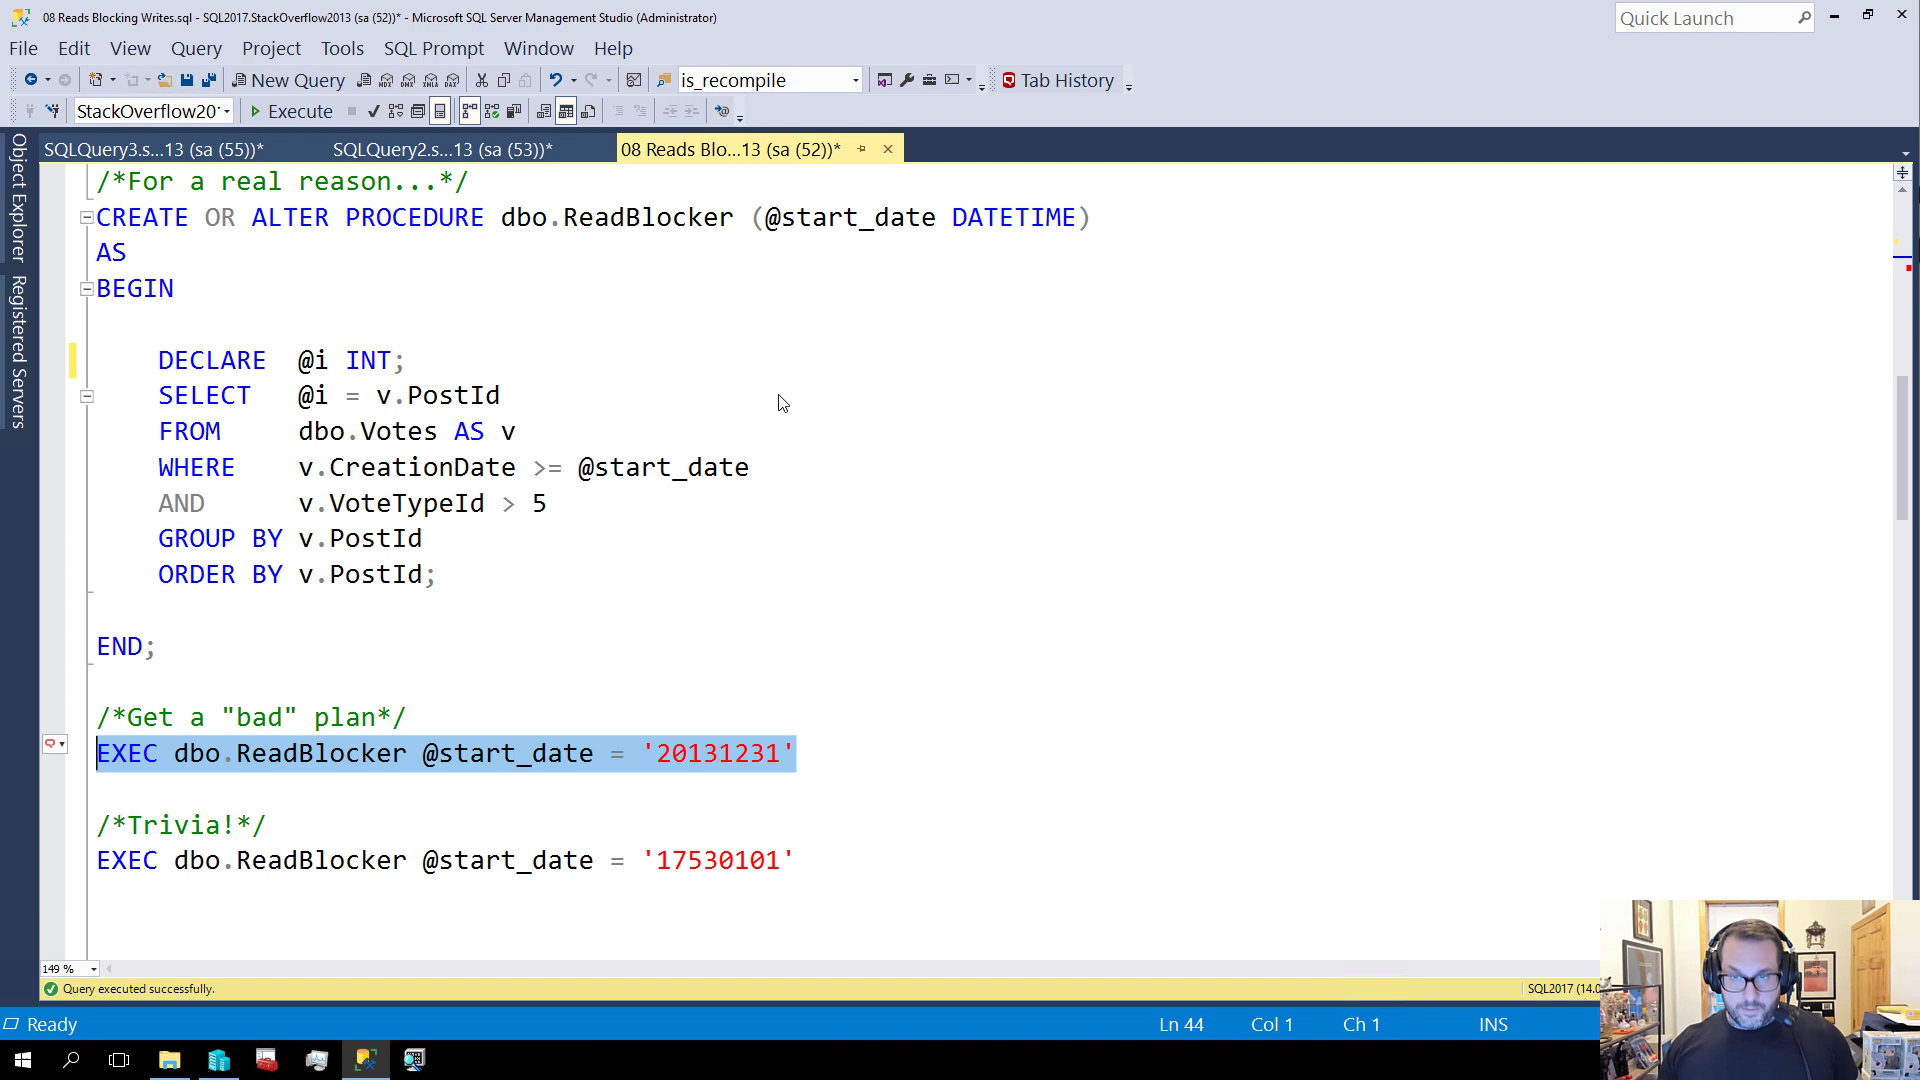 08 Reads Blocking Writes.sql - SQL2017.StackOverflow2013 (sa (52))* - Microsoft SQL Server Management Studio (Administrator)
Quick Launch
File Edit View Query Project Tools SQL Prompt Window Help
New Query
is_recompile
Tab History
StackOverflow20
Execute
SQLQuery3.s...13 (sa (55))*
SQLQuery2.s...13 (sa (53))*
08 Reads Blo...13 (sa (52))*
Object Explorer
Registered Servers
/*For a real reason...*/
CREATE OR ALTER PROCEDURE dbo.ReadBlocker (@start_date DATETIME)
AS
BEGIN
DECLARE @i INT;
SELECT @i = v.PostId
FROM dbo.Votes AS v
WHERE v.CreationDate >= @start_date
AND v.VoteTypeId > 5
GROUP BY v.PostId
ORDER BY v.PostId;
END;
/*Get a "bad" plan*/
EXEC dbo.ReadBlocker @start_date = '20131231'
/*Trivia!*/
EXEC dbo.ReadBlocker @start_date = '17530101'
149 %
Query executed successfully.
SQL2017 (14.0
Ready
Ln 44
Col 1
Ch 1
INS